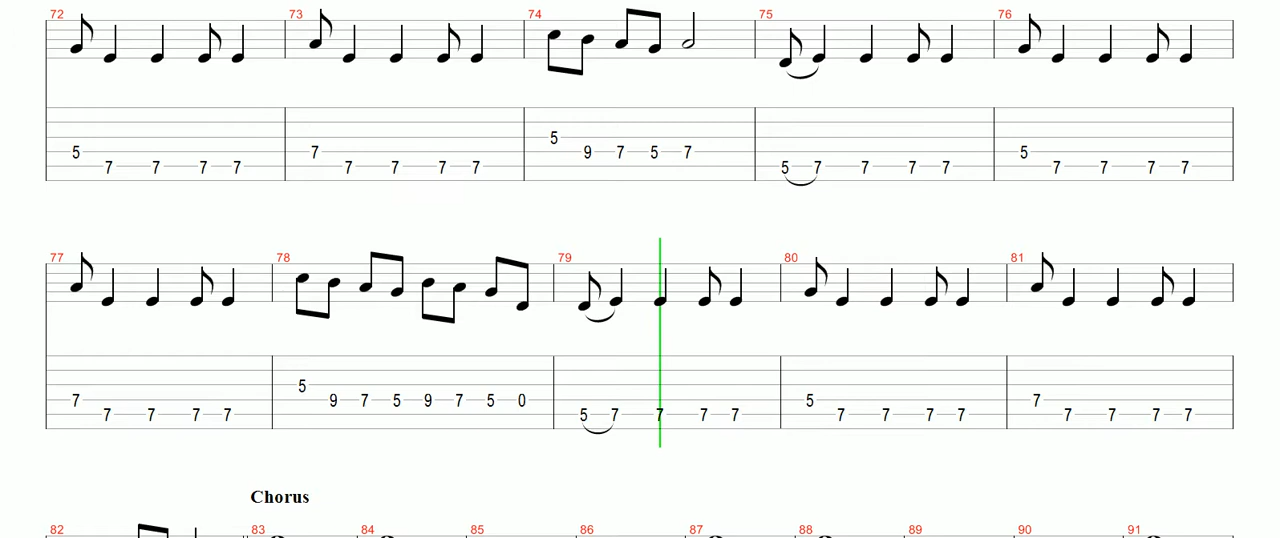 72 73 74 75 76
5 7 7 7 7 7 7 7 7 7 5 9 7 5 7 5 7 7 7 7 5 7 7 7 7
77 78 79 80 81
7 7 7 7 7 5 9 7 5 9 7 5 0 5 7 7 7 7 5 7 7 7 7 7 7 7 7 7
Chorus
82 83 84 85 86 87 88 89 90 91